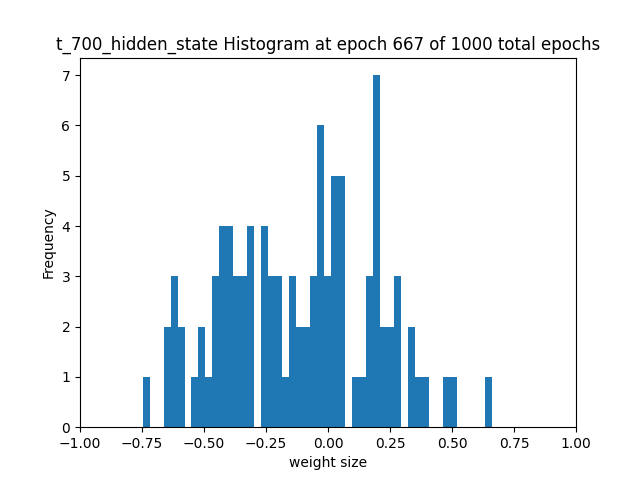 t_700_hidden_state Histogram at epoch 667 of 1000 total epochs
7
6
5
4
3
2
1
0
Frequency
−1.00 −0.75 −0.50 −0.25 0.00 0.25 0.50 0.75 1.00
weight size